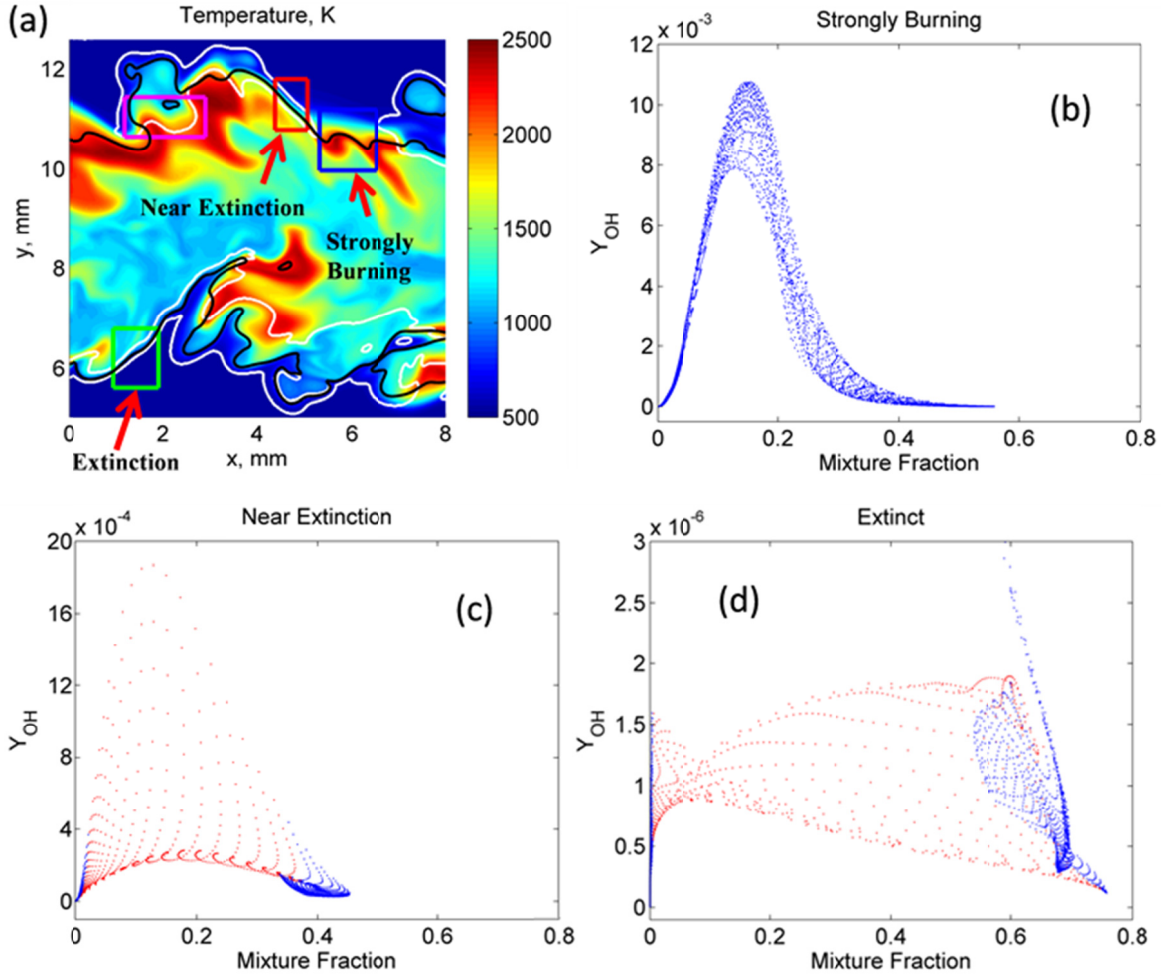 (a)
Temperature, K
12
10
8
6
y, mm
0
2
4
6
8
x, mm
2500
2000
1500
1000
500
Near Extinction
Strongly
Burning
Extinction
Strongly Burning
x 10⁻³
12
10
8
6
4
2
0
Y_OH
(b)
0
0.2
0.4
0.6
0.8
Mixture Fraction
Near Extinction
x 10⁻⁴
20
16
12
8
4
0
Y_OH
(c)
0
0.2
0.4
0.6
0.8
Mixture Fraction
Extinct
x 10⁻⁶
3
2.5
2
1.5
1
0.5
0
Y_OH
(d)
0
0.2
0.4
0.6
0.8
Mixture Fraction